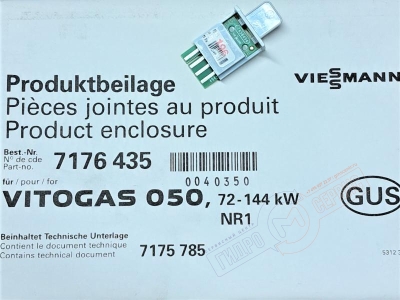 Produktbeilage
VIESSMANN
Pièces jointes au produit
Product enclosure
Best.-Nr.
N° de cde
Part-no.
7176 435
0040350
für / pour / for
VITOGAS 050, 72-144 kW
NR1
GUS
Beinhaltet Technische Unterlage
Contient le document technique
Contains technical document
7175 785
5312